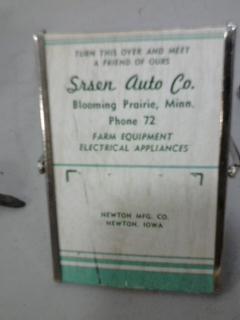 TURN THIS OVER AND MEET
A FRIEND OF OURS
Srsen Auto Co.
Blooming Prairie, Minn.
Phone 72
FARM EQUIPMENT
ELECTRICAL APPLIANCES
NEWTON MFG. CO.
NEWTON, IOWA